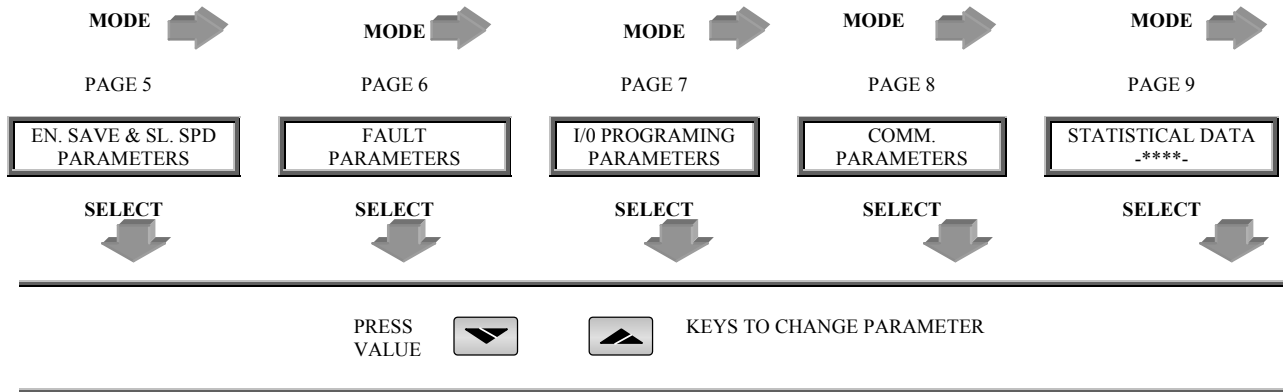 MODE MODE MODE MODE MODE
PAGE 5 PAGE 6 PAGE 7 PAGE 8 PAGE 9
EN. SAVE & SL. SPD FAULT I/0 PROGRAMING COMM. STATISTICAL DATA
PARAMETERS PARAMETERS PARAMETERS PARAMETERS -****-
SELECT SELECT SELECT SELECT SELECT
PRESS KEYS TO CHANGE PARAMETER
VALUE